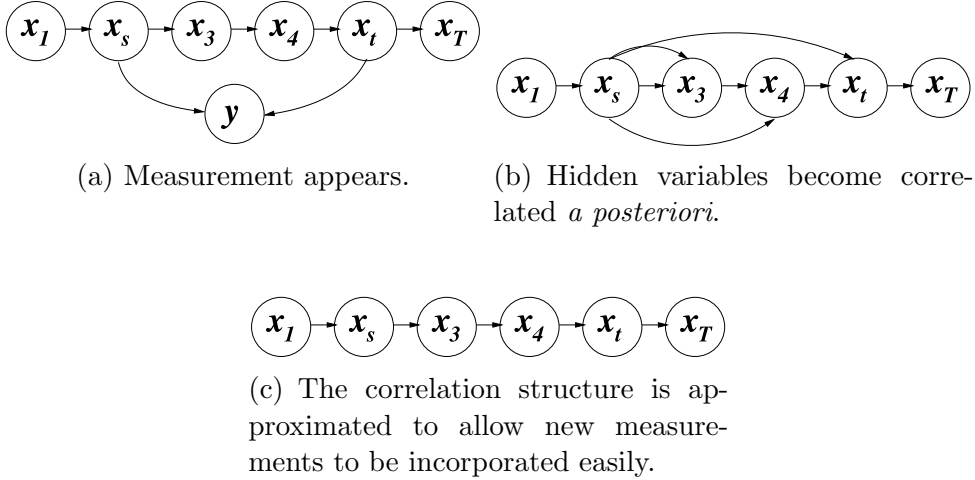 x1 xs x3 x4 xt xT
y
(a) Measurement appears.
x1 xs x3 x4 xt xT
(b) Hidden variables become corre-
lated a posteriori.
x1 xs x3 x4 xt xT
(c) The correlation structure is ap-
proximated to allow new measure-
ments to be incorporated easily.